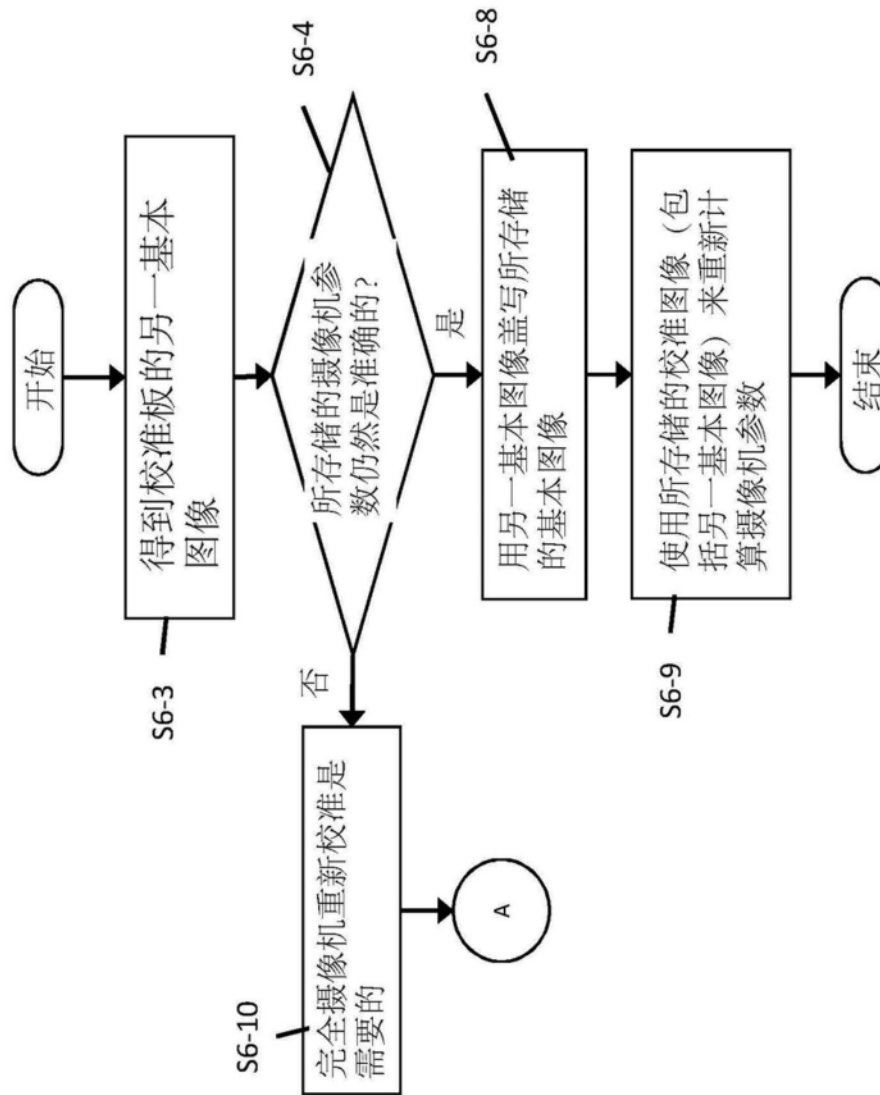 开始
得到校准板的另一基本
图像
S6-3
所存储的摄像机参
数仍然是准确的?
S6-4
是
否
用另一基本图像盖写所存储
的基本图像
S6-8
使用所存储的校准图像（包
括另一基本图像）来重新计
算摄像机参数
S6-9
结束
完全摄像机重新校准是
需要的
S6-10
A